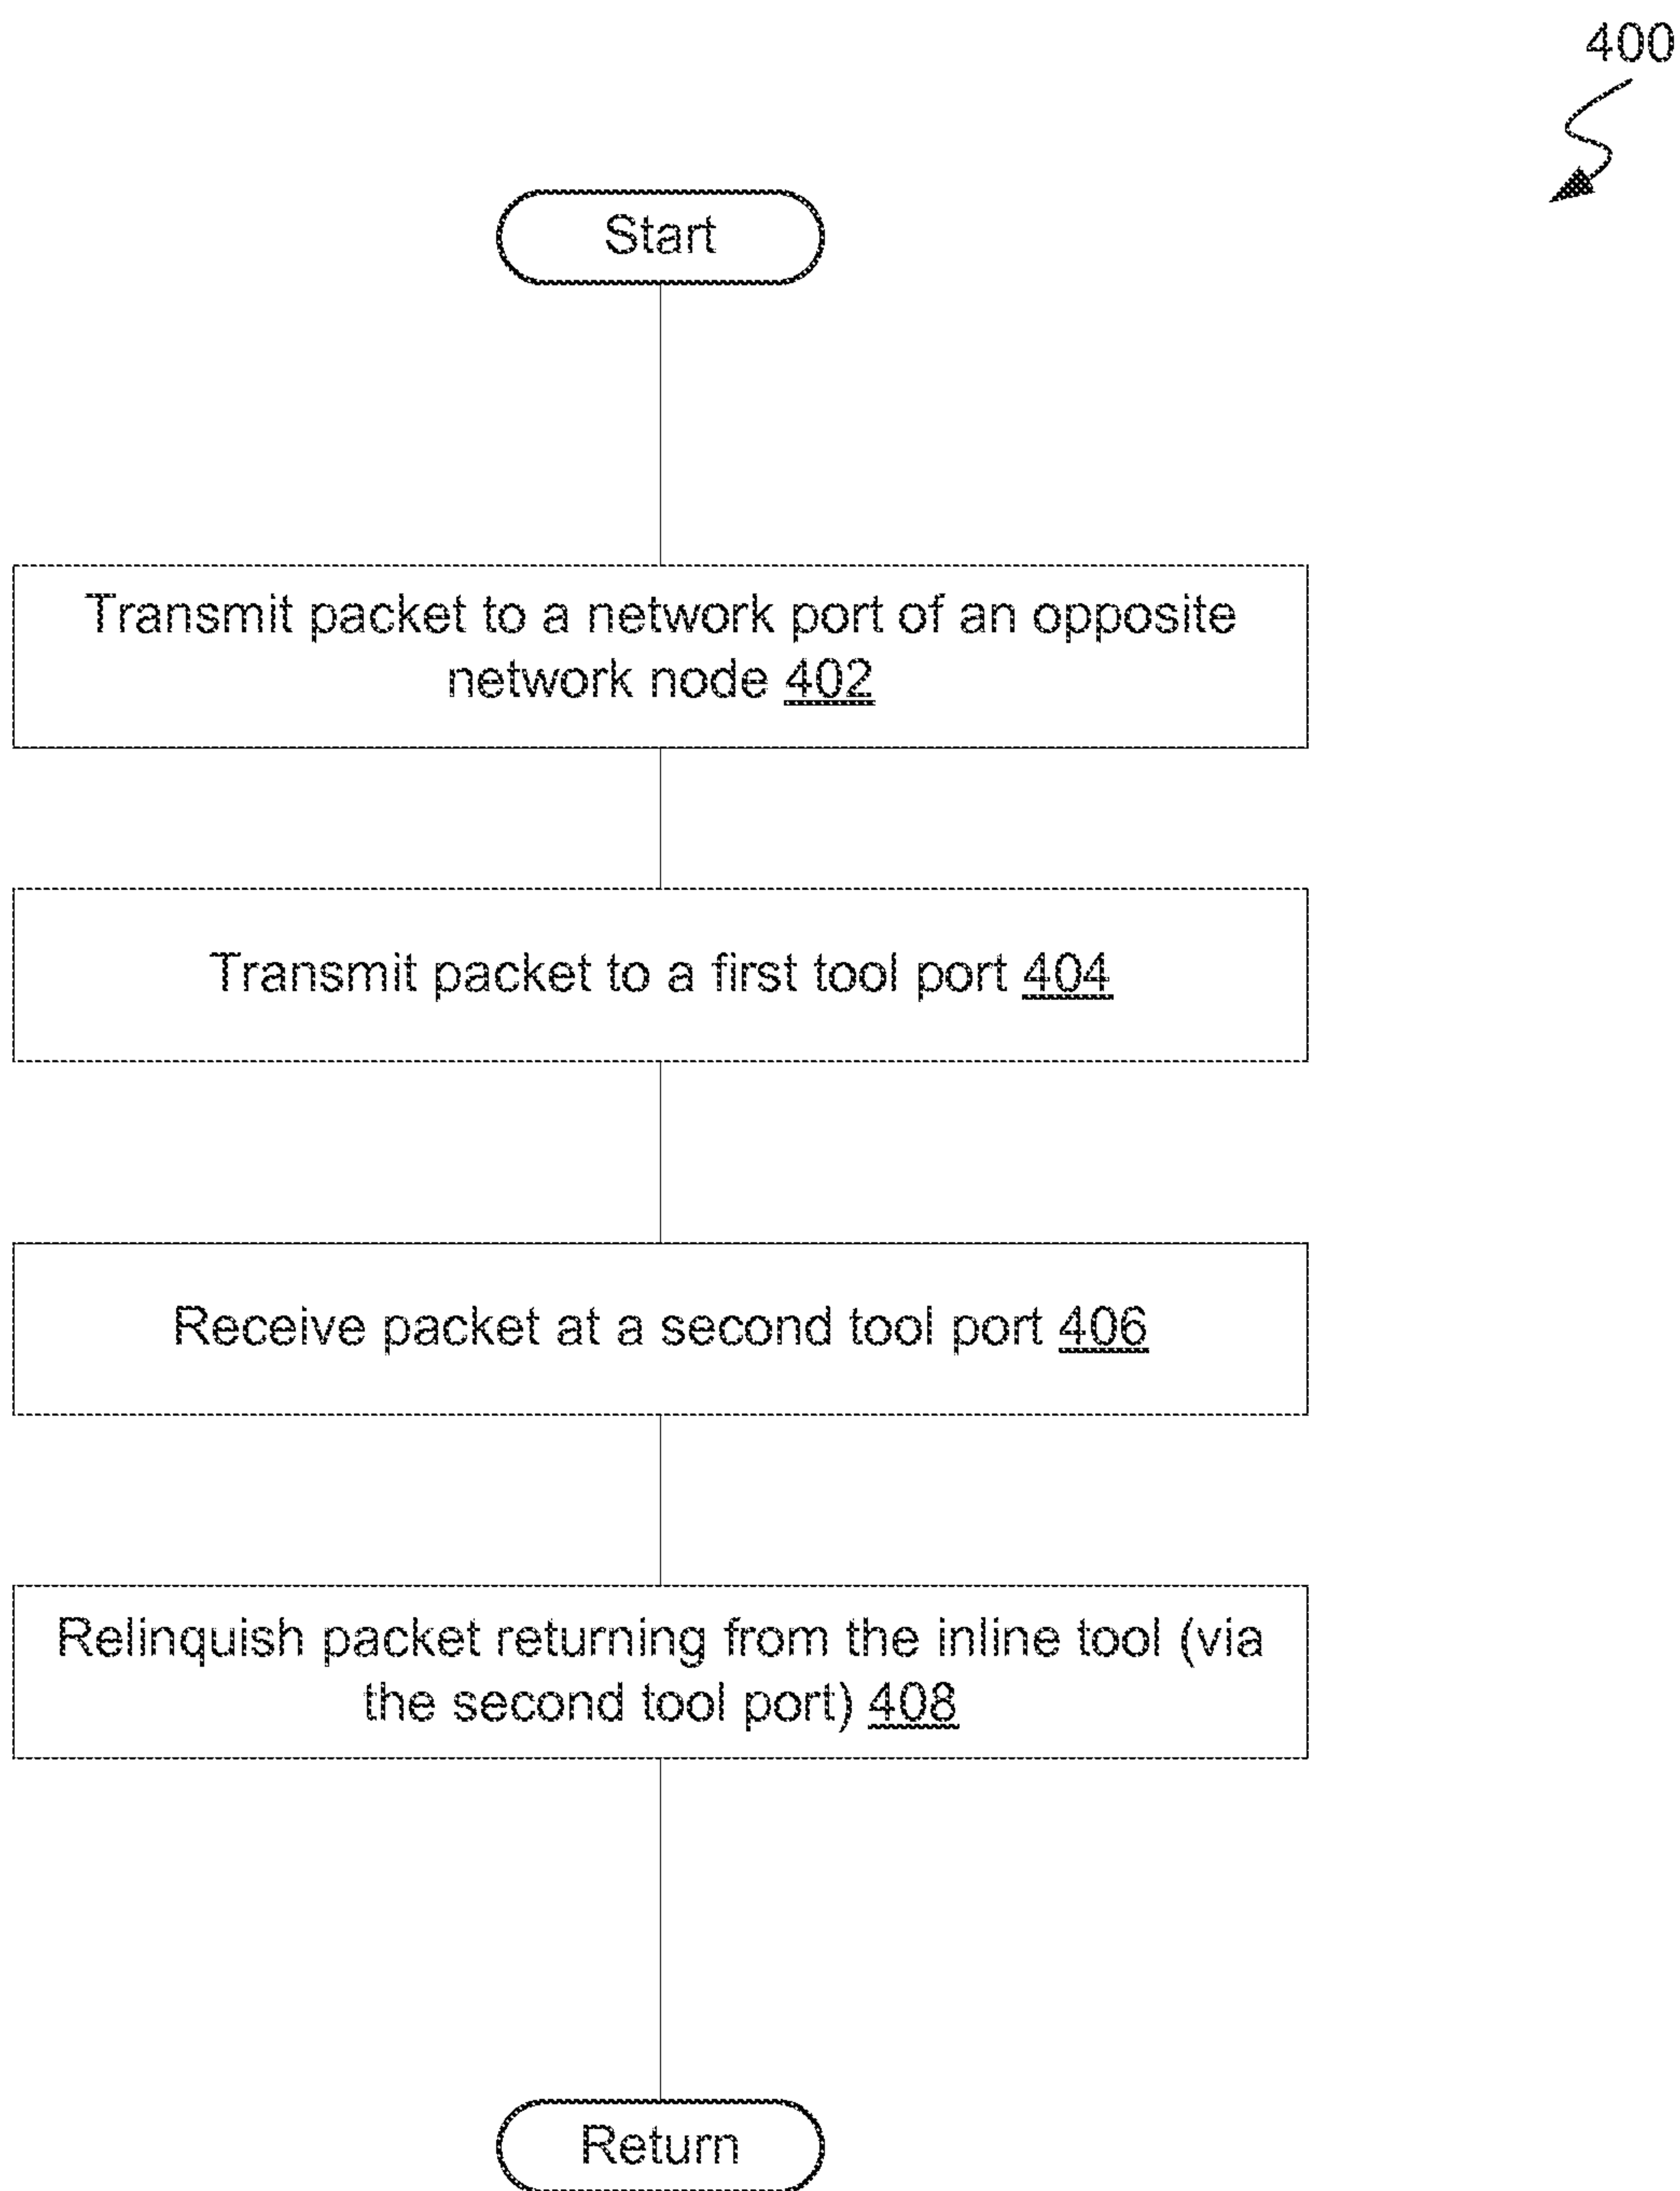 400
Start
Transmit packet to a network port of an opposite
network node 402
Transmit packet to a first tool port 404
Receive packet at a second tool port 406
Relinquish packet returning from the inline tool (via
the second tool port) 408
Return